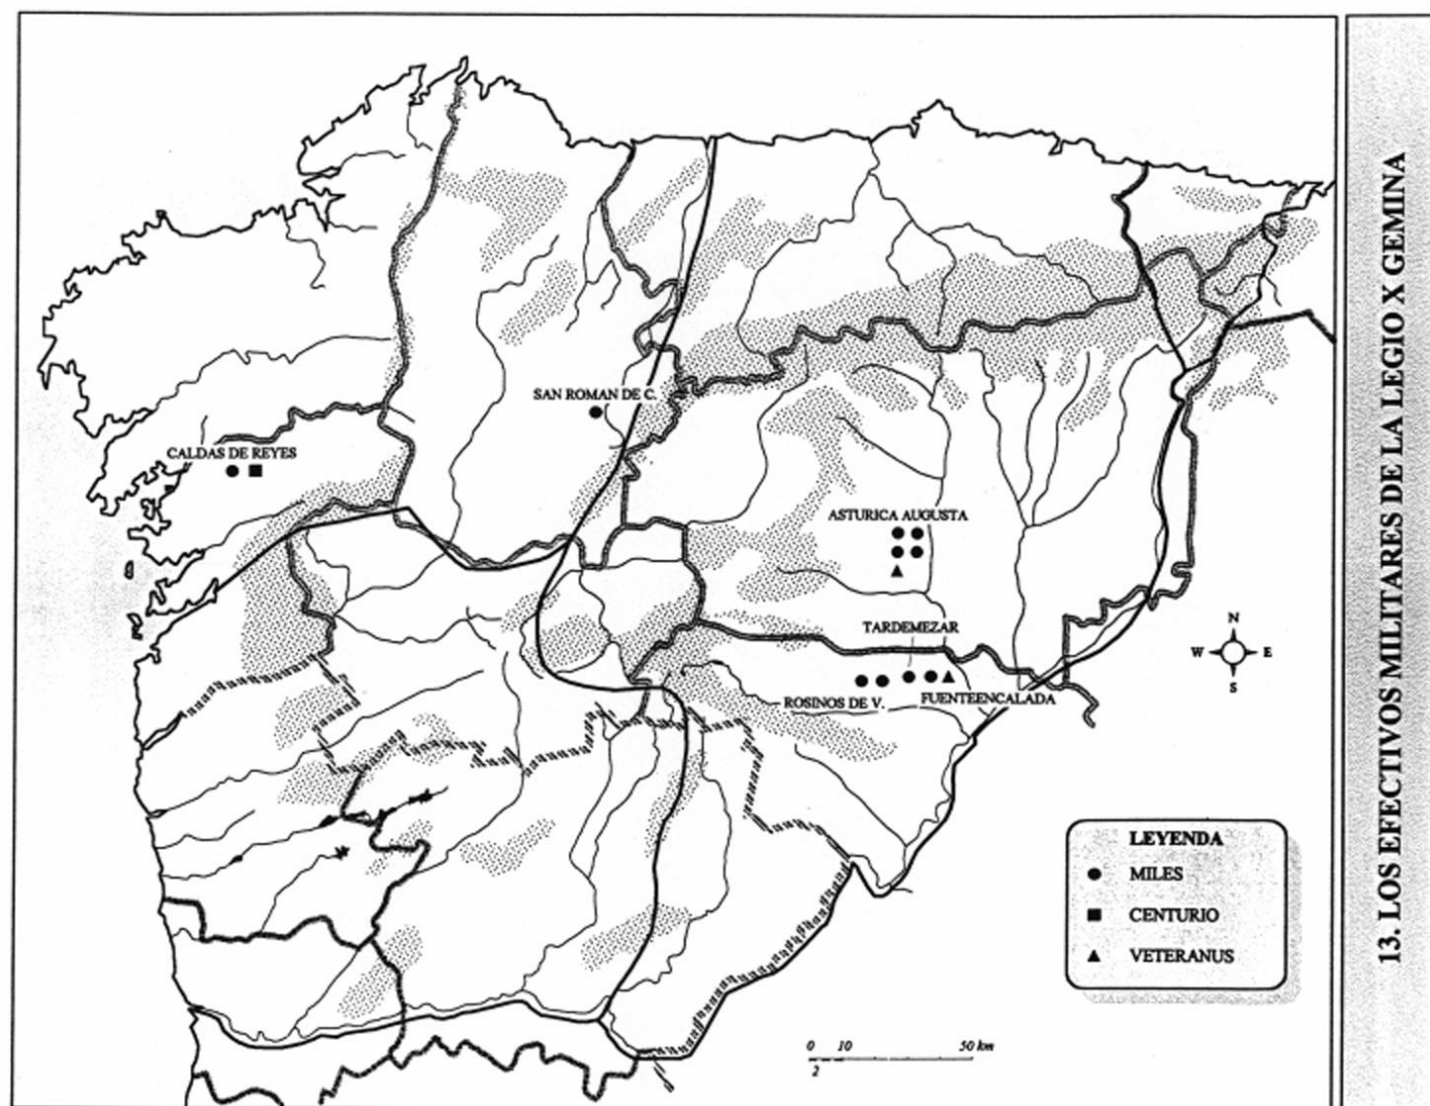 SAN ROMAN DE C.
CALDAS DE REYES
ASTURICA AUGUSTA
TARDEMEZAR
ROSINOS DE V.
FUENTEENCALADA
N
W E
S
LEYENDA
MILES
CENTURIO
VETERANUS
0 10 50 km
2
13. LOS EFECTIVOS MILITARES DE LA LEGIO X GEMINA